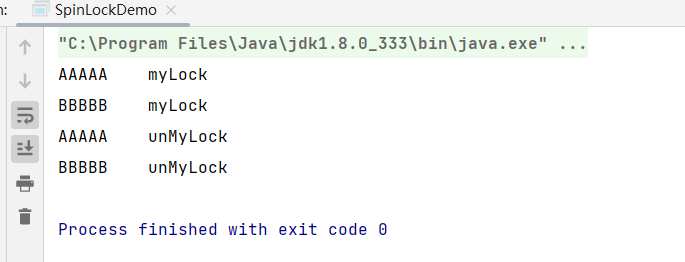 n: SpinLockDemo
"C:\Program Files\Java\jdk1.8.0_333\bin\java.exe" ...
AAAAA myLock
BBBBB myLock
AAAAA unMyLock
BBBBB unMyLock
Process finished with exit code 0